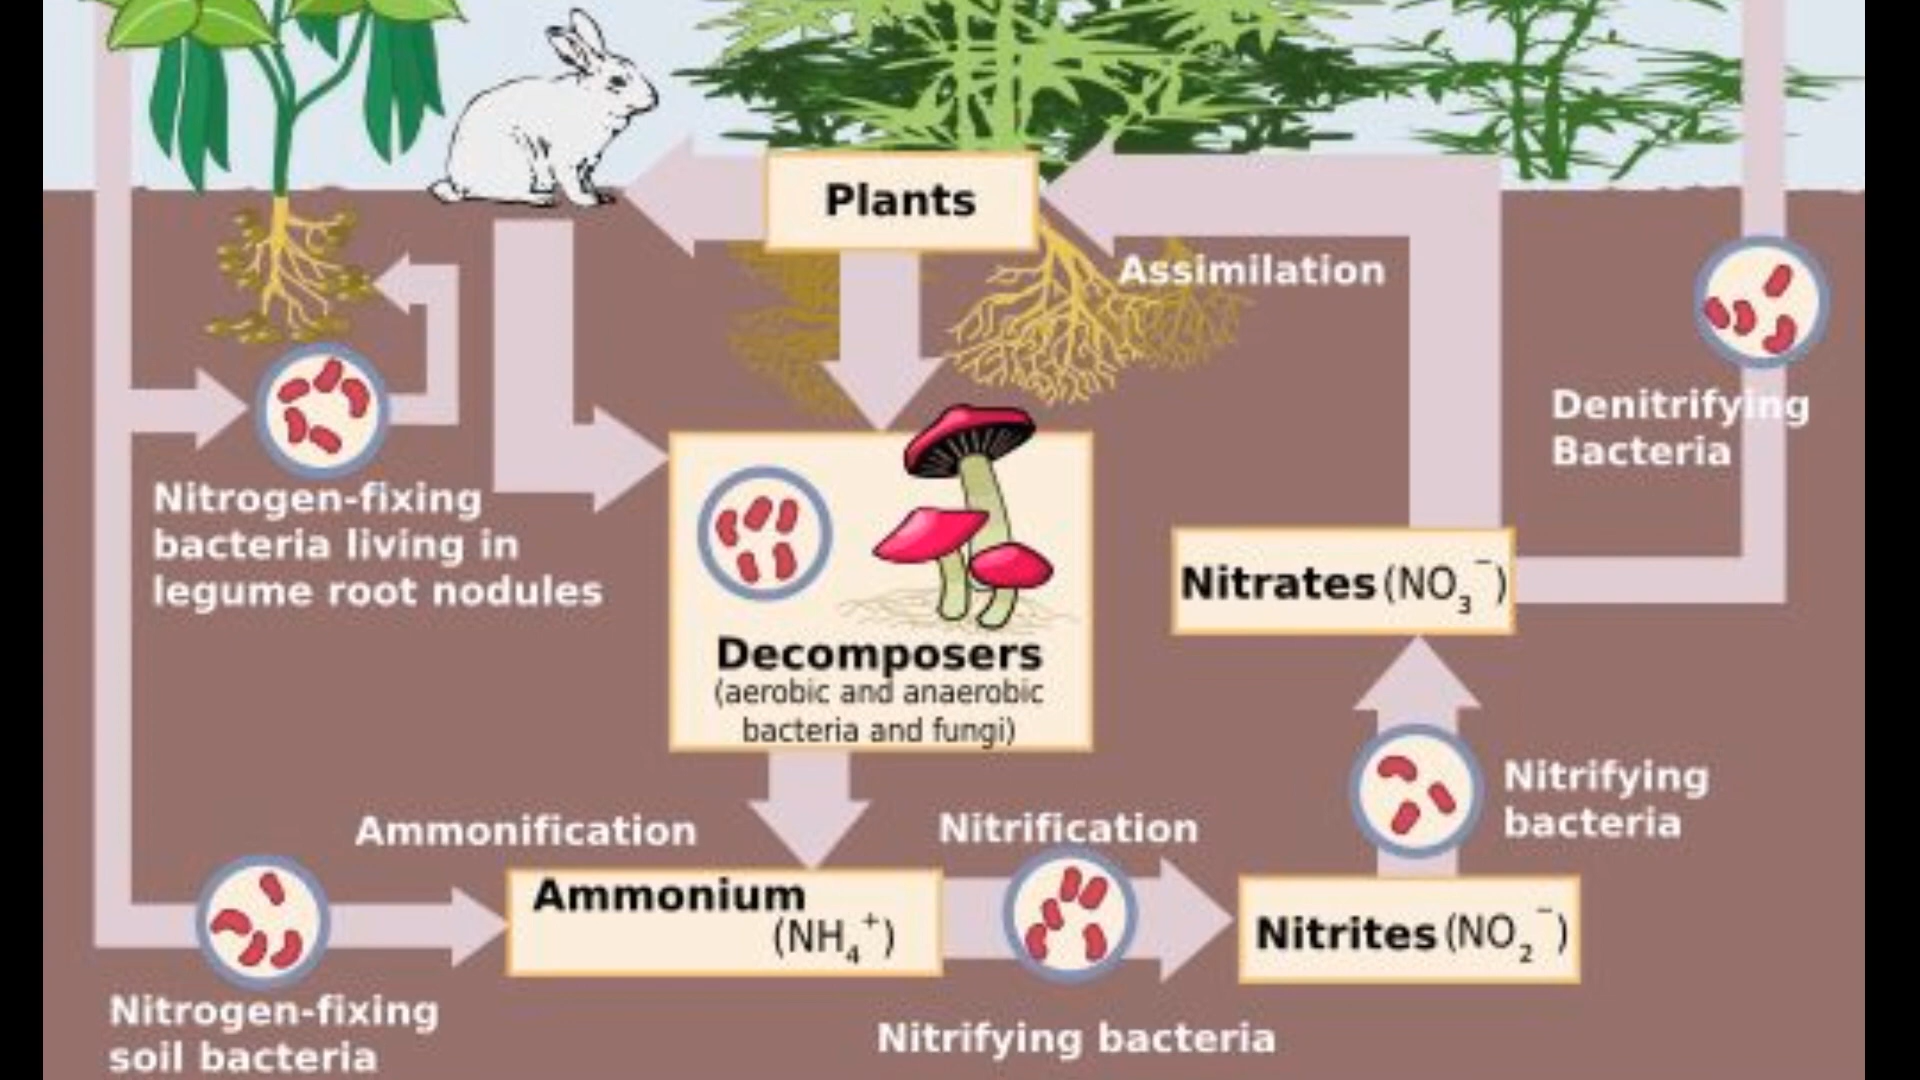 Plants
Assimilation
Denitrifying
Bacteria
Nitrogen-fixing
bacteria living in
legume root nodules
Nitrates (NO₃⁻)
Decomposers
(aerobic and anaerobic
bacteria and fungi)
Nitrifying
bacteria
Ammonification
Nitrification
Ammonium
(NH₄⁺)
Nitrites (NO₂⁻)
Nitrogen-fixing
soil bacteria
Nitrifying bacteria